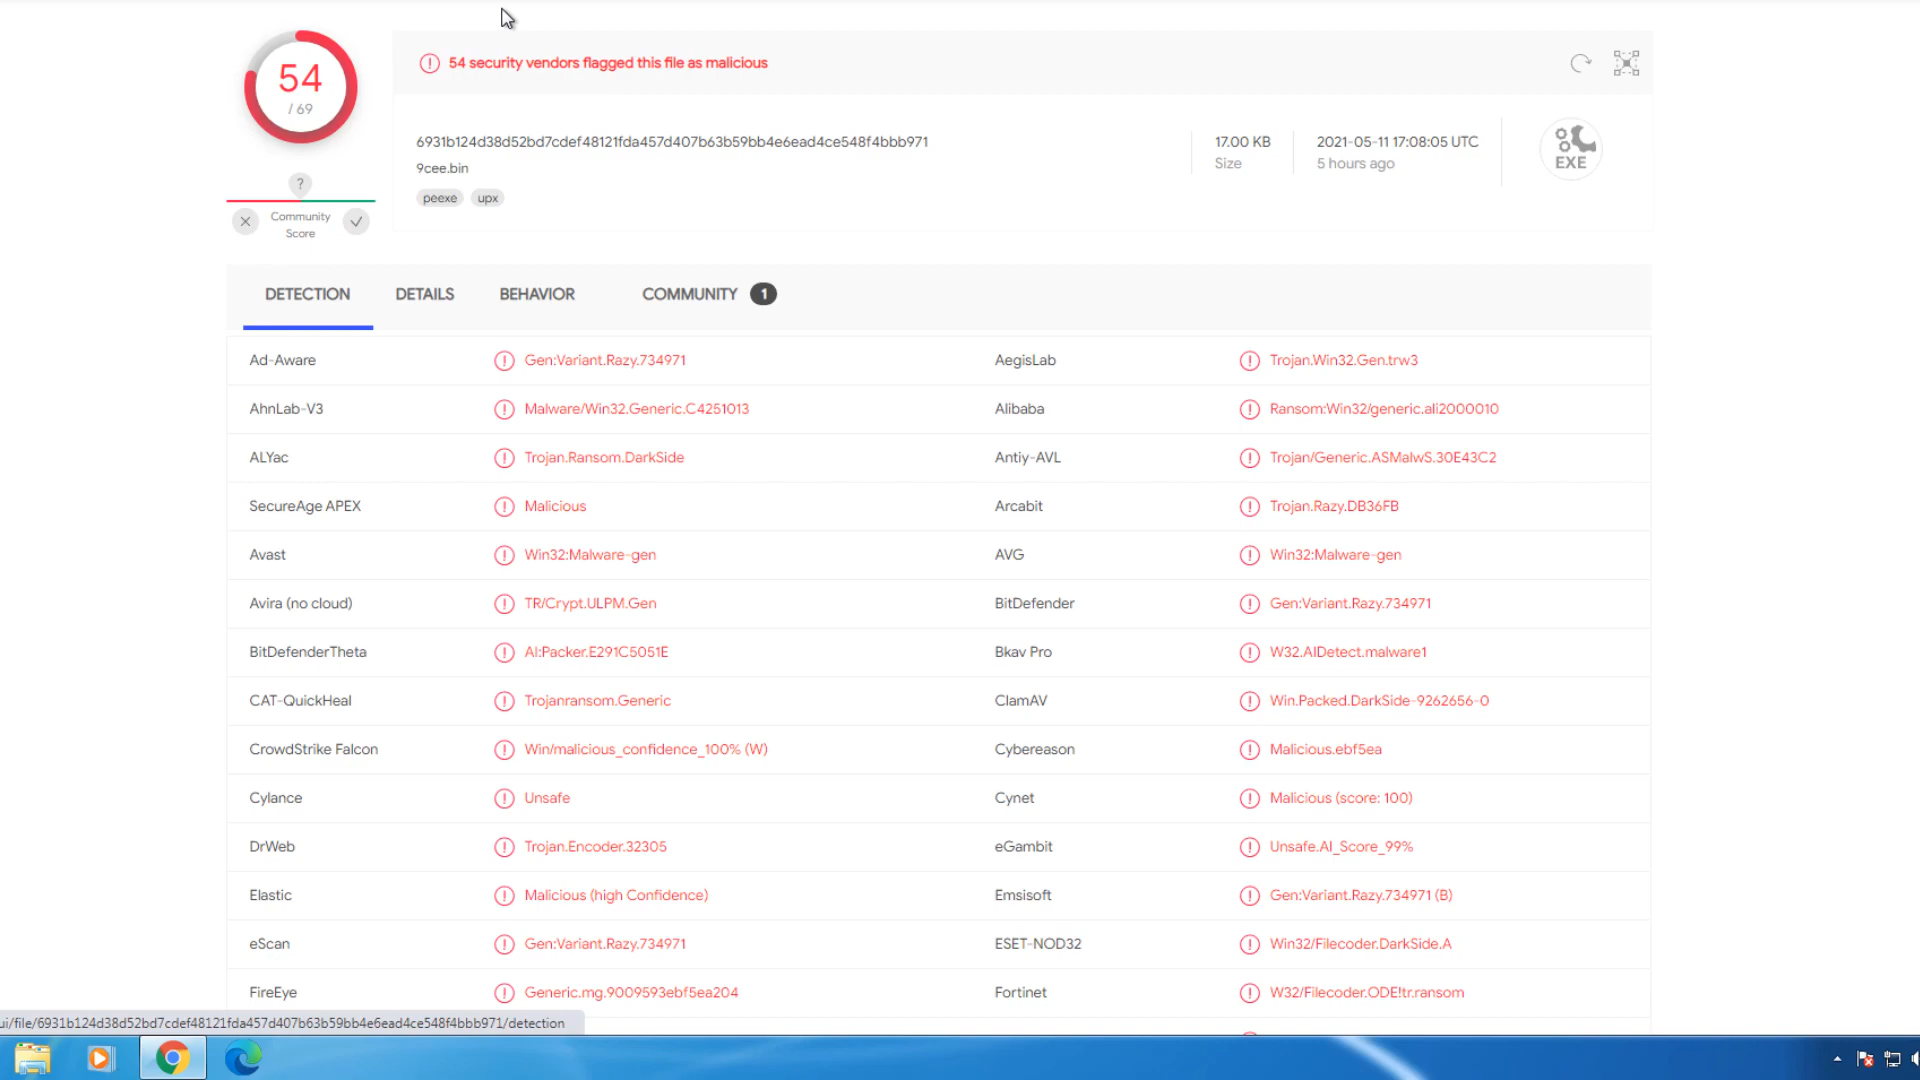 54
/ 69
54 security vendors flagged this file as malicious
6931b124d38d52bd7cdef48121fda457d407b63b59bb4e6ead4ce548f4bbb971
9cee.bin
peexe upx
17.00 KB
Size
2021-05-11 17:08:05 UTC
5 hours ago
EXE
?
Community
Score
DETECTION DETAILS BEHAVIOR COMMUNITY 1
Ad-Aware Gen:Variant.Razy.734971 AegisLab Trojan.Win32.Gen.trw3
AhnLab-V3 Malware/Win32.Generic.C4251013 Alibaba Ransom:Win32/generic.ali2000010
ALYac Trojan.Ransom.DarkSide Antiy-AVL Trojan/Generic.ASMalwS.30E43C2
SecureAge APEX Malicious Arcabit Trojan.Razy.DB36FB
Avast Win32:Malware-gen AVG Win32:Malware-gen
Avira (no cloud) TR/Crypt.ULPM.Gen BitDefender Gen:Variant.Razy.734971
BitDefenderTheta AI:Packer.E291C5051E Bkav Pro W32.AIDetect.malware1
CAT-QuickHeal Trojanransom.Generic ClamAV Win.Packed.DarkSide-9262656-0
CrowdStrike Falcon Win/malicious_confidence_100% (W) Cybereason Malicious.ebf5ea
Cylance Unsafe Cynet Malicious (score: 100)
DrWeb Trojan.Encoder.32305 eGambit Unsafe.AI_Score_99%
Elastic Malicious (high Confidence) Emsisoft Gen:Variant.Razy.734971 (B)
eScan Gen:Variant.Razy.734971 ESET-NOD32 Win32/Filecoder.DarkSide.A
FireEye Generic.mg.9009593ebf5ea204 Fortinet W32/Filecoder.ODE!tr.ransom
ui/file/6931b124d38d52bd7cdef48121fda457d407b63b59bb4e6ead4ce548f4bbb971/detection